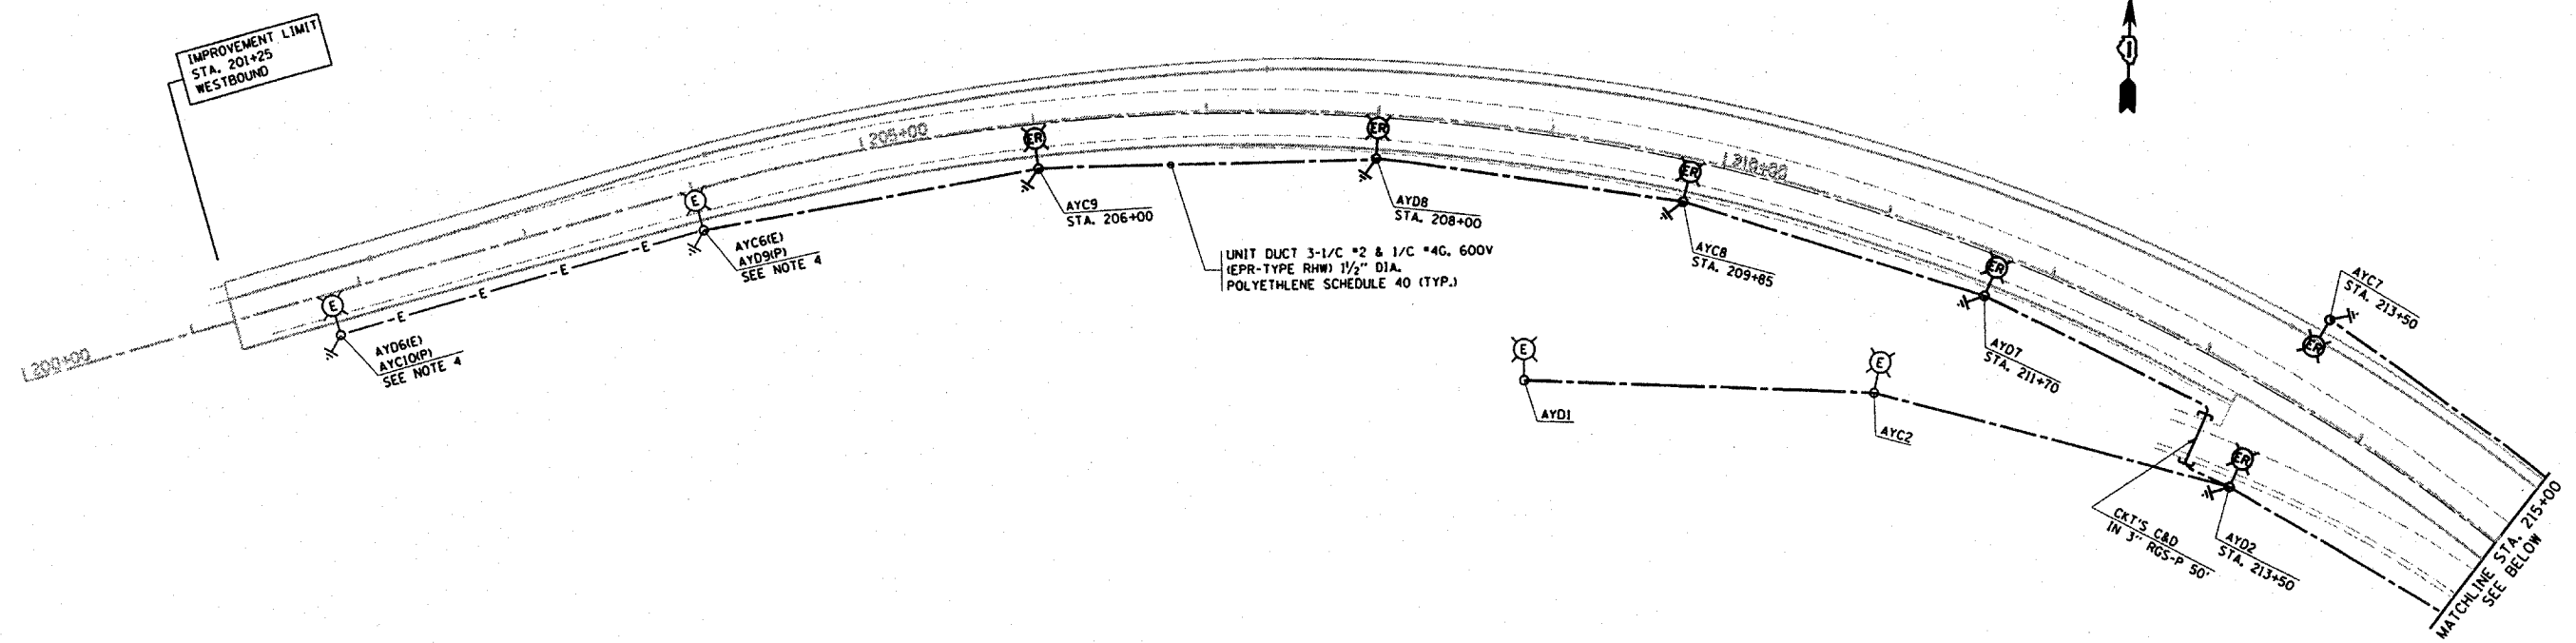 IMPROVEMENT LIMIT
STA. 201+25
WESTBOUND
200+00
205+00
210+00
E
ER
ER
ER
ER
E
E
E
ER
ER
E
E
E
E
AYD6(E)
AYC10(P)
SEE NOTE 4
AYC6(E)
AYD9(P)
SEE NOTE 4
AYC9
STA. 206+00
UNIT DUCT 3-1/C #2 & 1/C #4G. 600V
(EPR-TYPE RHW) 1½" DIA.
POLYETHLENE SCHEDULE 40 (TYP.)
AYD8
STA. 208+00
AYC8
STA. 209+85
AYD7
STA. 211+70
AYC7
STA. 213+50
AYD1
AYC2
CKT'S C&D
IN 3" RGS-P 50'
AYD2
STA. 213+50
MATCHLINE STA. 215+00
SEE BELOW